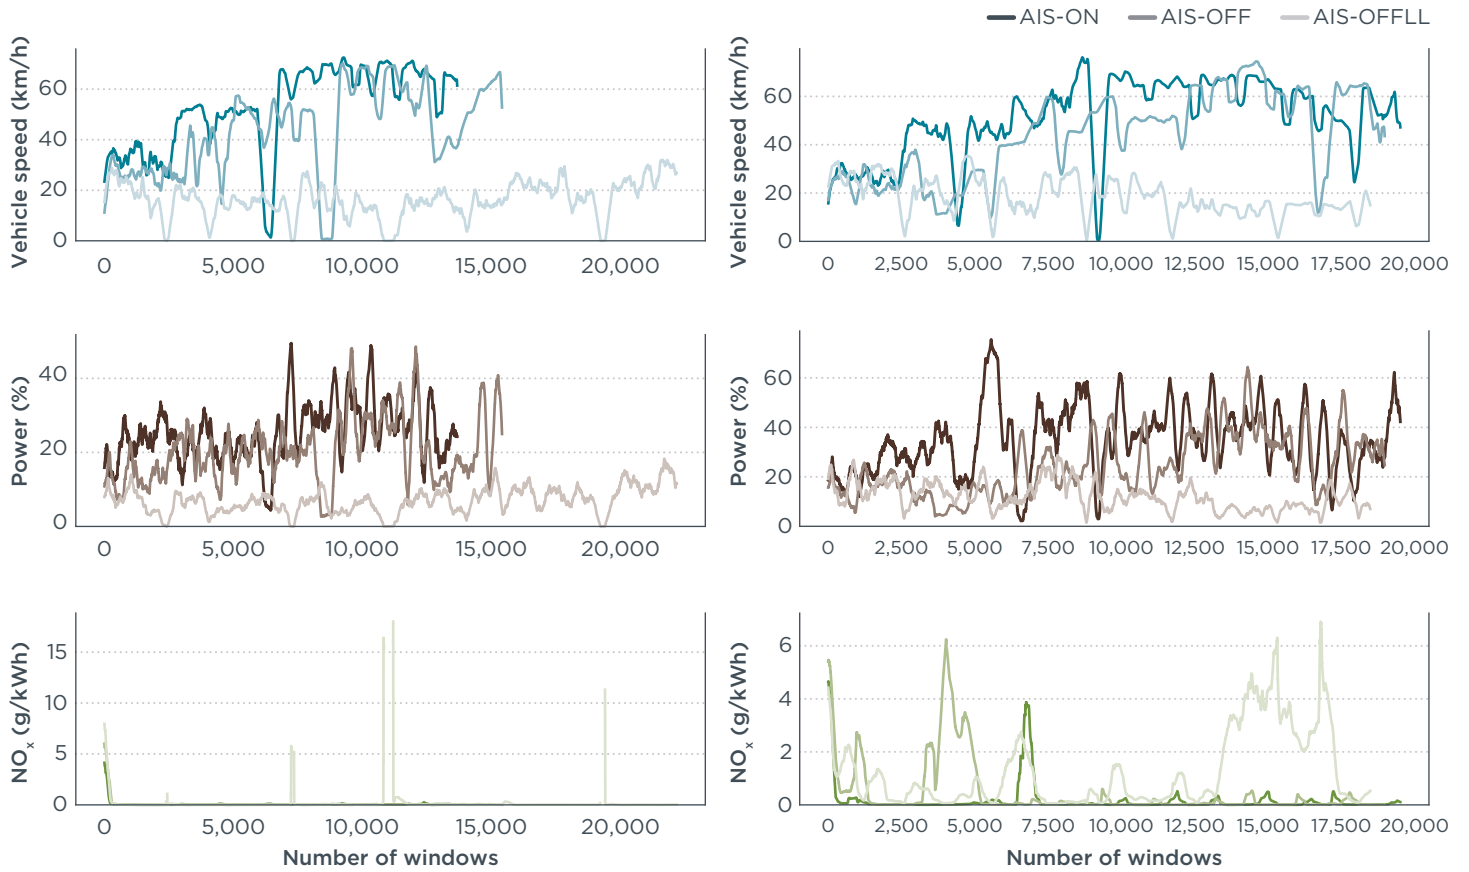 AIS-ON AIS-OFF AIS-OFFLL
Vehicle speed (km/h)
60
40
20
0
0 5,000 10,000 15,000 20,000
Vehicle speed (km/h)
60
40
20
0
0 2,500 5,000 7,500 10,000 12,500 15,000 17,500 20,000
Power (%)
40
20
0
0 5,000 10,000 15,000 20,000
Power (%)
60
40
20
0
0 2,500 5,000 7,500 10,000 12,500 15,000 17,500 20,000
NOx (g/kWh)
15
10
5
0
0 5,000 10,000 15,000 20,000
Number of windows
NOx (g/kWh)
6
4
2
0
0 2,500 5,000 7,500 10,000 12,500 15,000 17,500 20,000
Number of windows